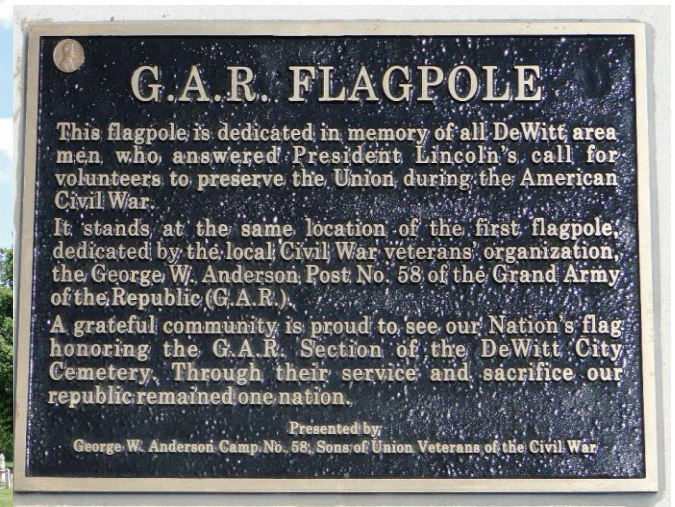 G.A.R. FLAGPOLE
This flagpole is dedicated in memory of all DeWitt area
men who answered President Lincoln's call for
volunteers to preserve the Union during the American
Civil War.
It stands at the same location of the first flagpole,
dedicated by the local Civil War veterans' organization,
the George W. Anderson Post No. 58 of the Grand Army
of the Republic (G.A.R.).
A grateful community is proud to see our Nation's flag
honoring the G.A.R. Section of the DeWitt City
Cemetery. Through their service and sacrifice our
republic remained one nation.
Presented by
George W. Anderson Camp No. 58, Sons of Union Veterans of the Civil War